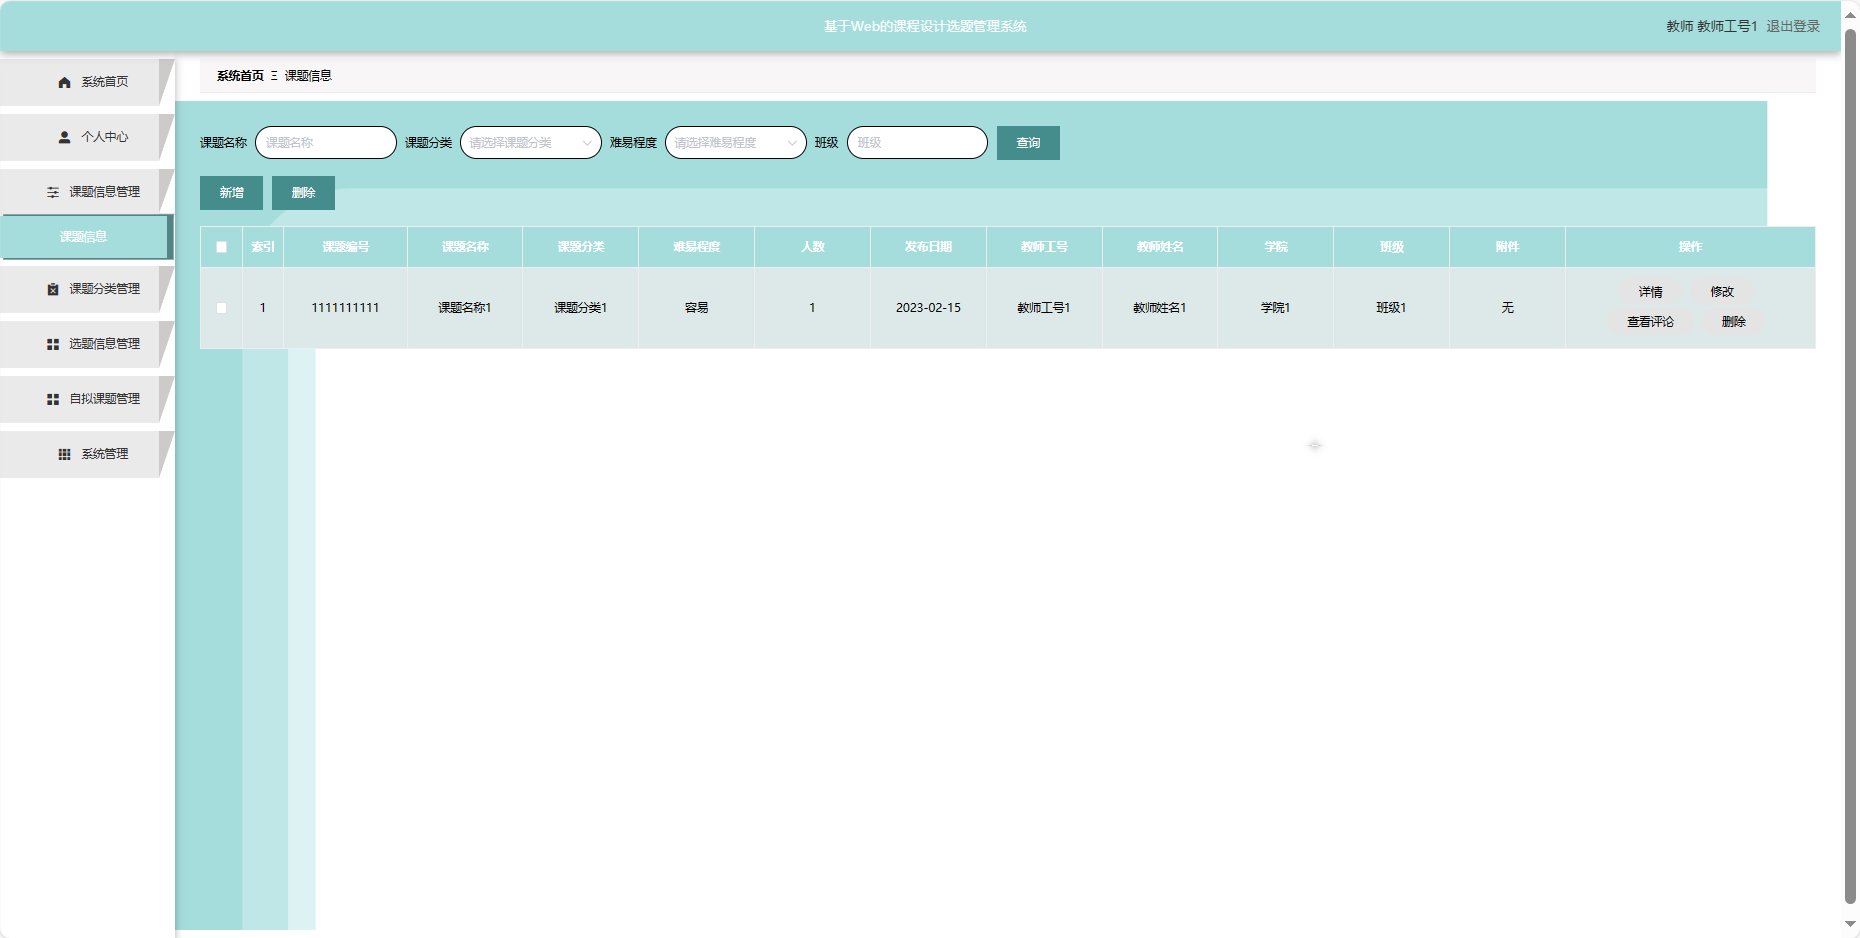 基于Web的课程设计选题管理系统
教师 教师工号1 退出登录
系统首页
个人中心
课题信息管理
课题信息
课题分类管理
选题信息管理
自拟课题管理
系统管理
系统首页 Ξ 课题信息
课题名称 课题名称 课题分类 请选择课题分类 难易程度 请选择难易程度 班级 班级 查询
新增 删除
索引 课题编号 课题名称 课题分类 难易程度 人数 发布日期 教师工号 教师姓名 学院 班级 附件 操作
1 1111111111 课题名称1 课题分类1 容易 1 2023-02-15 教师工号1 教师姓名1 学院1 班级1 无
详情 修改
查看评论 删除